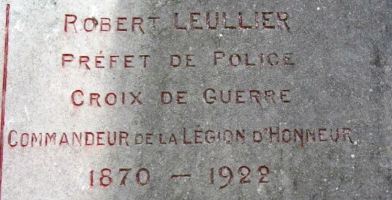 ROBERT LEULLIER
PRÉFET DE POLICE
CROIX DE GUERRE
COMMANDEUR DE LA LÉGION D'HONNEUR
1870 — 1922